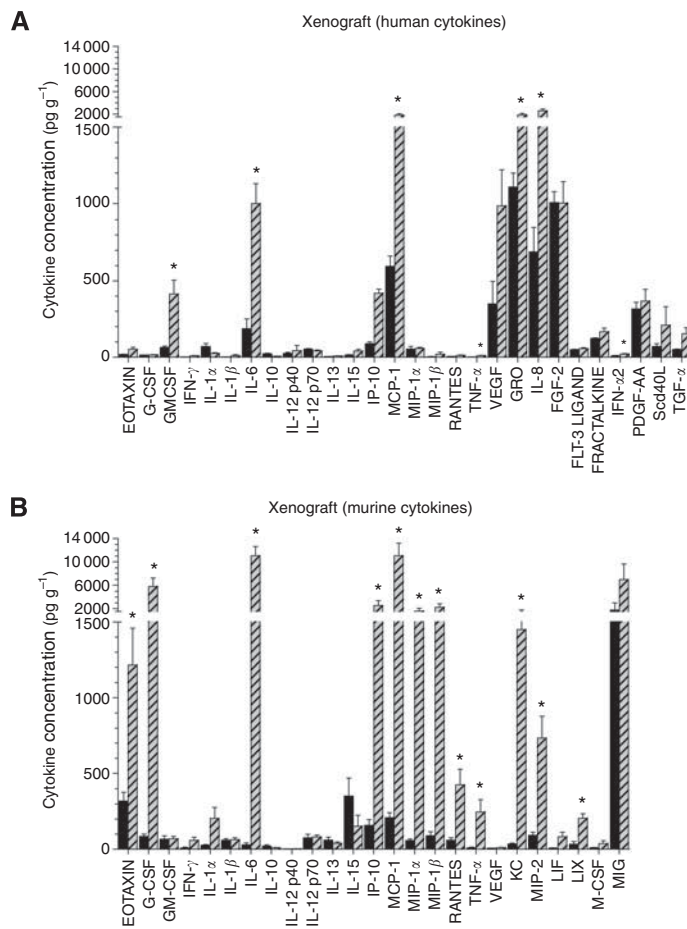 A
Xenograft (human cytokines)
Cytokine concentration (pg g⁻¹)
14 000
10 000
6000
2000
1500
1000
500
0
*
*
*
*
*
*
*
EOTAXIN
G-CSF
GMCSF
IFN-γ
IL-1α
IL-1β
IL-6
IL-10
IL-12 p40
IL-12 p70
IL-13
IL-15
IP-10
MCP-1
MIP-1α
MIP-1β
RANTES
TNF-α
VEGF
GRO
IL-8
FGF-2
FLT-3 LIGAND
FRACTALKINE
IFN-α2
PDGF-AA
Scd40L
TGF-α
B
Xenograft (murine cytokines)
Cytokine concentration (pg g⁻¹)
14 000
10 000
6000
2000
1500
1000
500
0
*
*
*
*
*
*
*
*
*
*
*
*
EOTAXIN
G-CSF
GM-CSF
IFN-γ
IL-1α
IL-1β
IL-6
IL-10
IL-12 p40
IL-12 p70
IL-13
IL-15
IP-10
MCP-1
MIP-1α
MIP-1β
RANTES
TNF-α
VEGF
KC
MIP-2
LIF
LIX
M-CSF
MIG